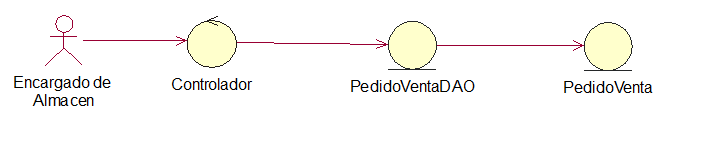 Encargado de
Almacen
Controlador
PedidoVentaDAO
PedidoVenta